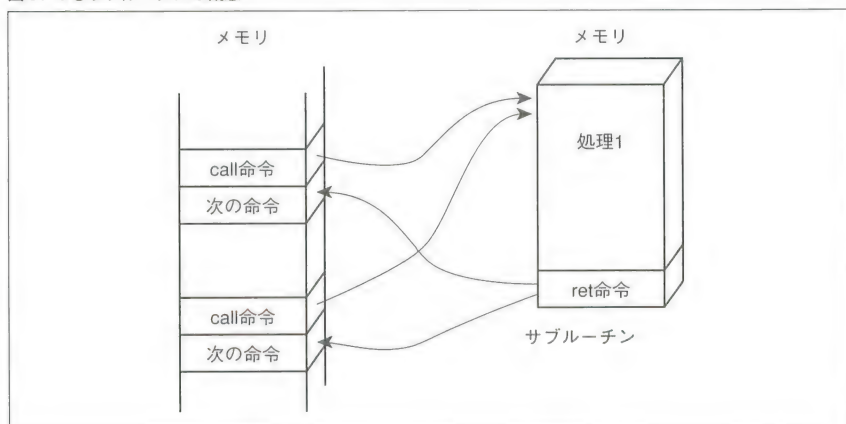 メモリ
メモリ
処理1
call命令
次の命令
call命令
次の命令
ret命令
サブルーチン